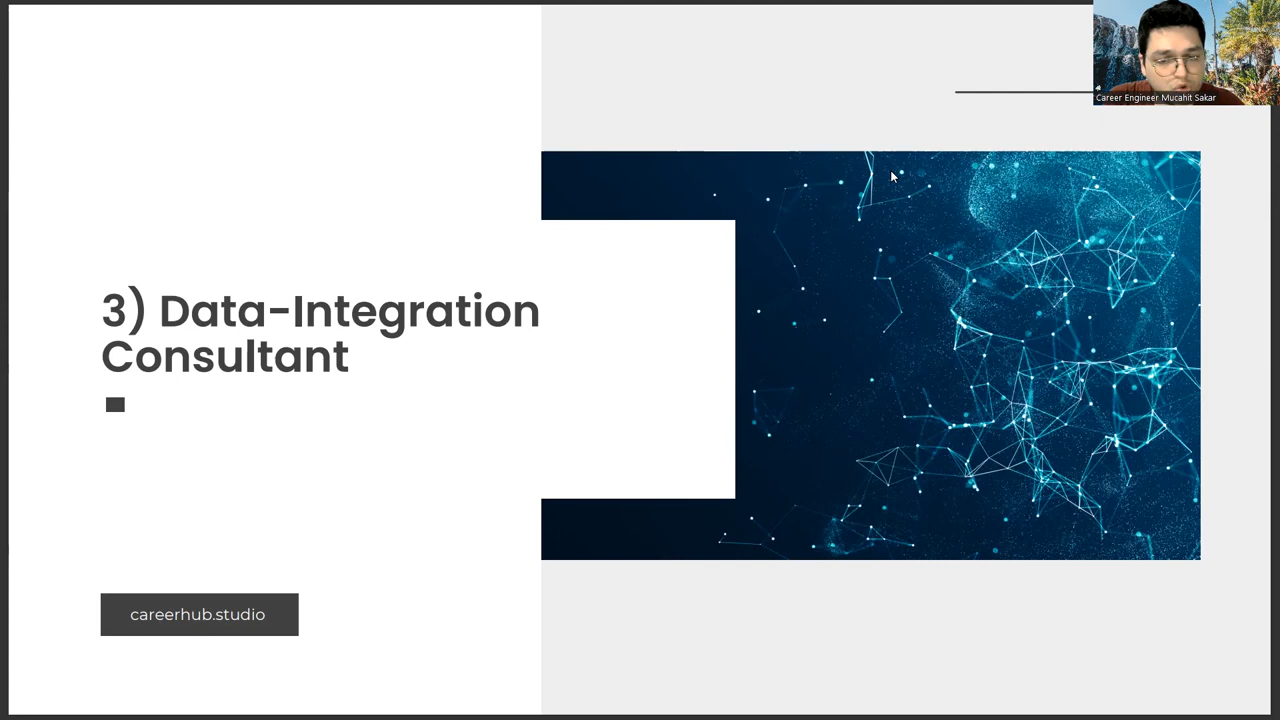 Career Engineer Mucahit Sakar
3) Data-Integration
Consultant
careerhub.studio